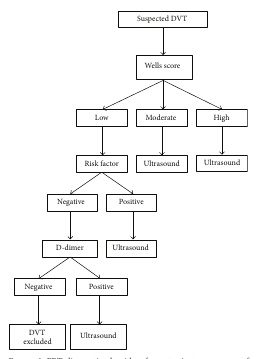 Suspected DVT
Wells score
Low
Moderate
High
Risk factor
Ultrasound
Ultrasound
Negative
Positive
D-dimer
Ultrasound
Negative
Positive
DVT
excluded
Ultrasound